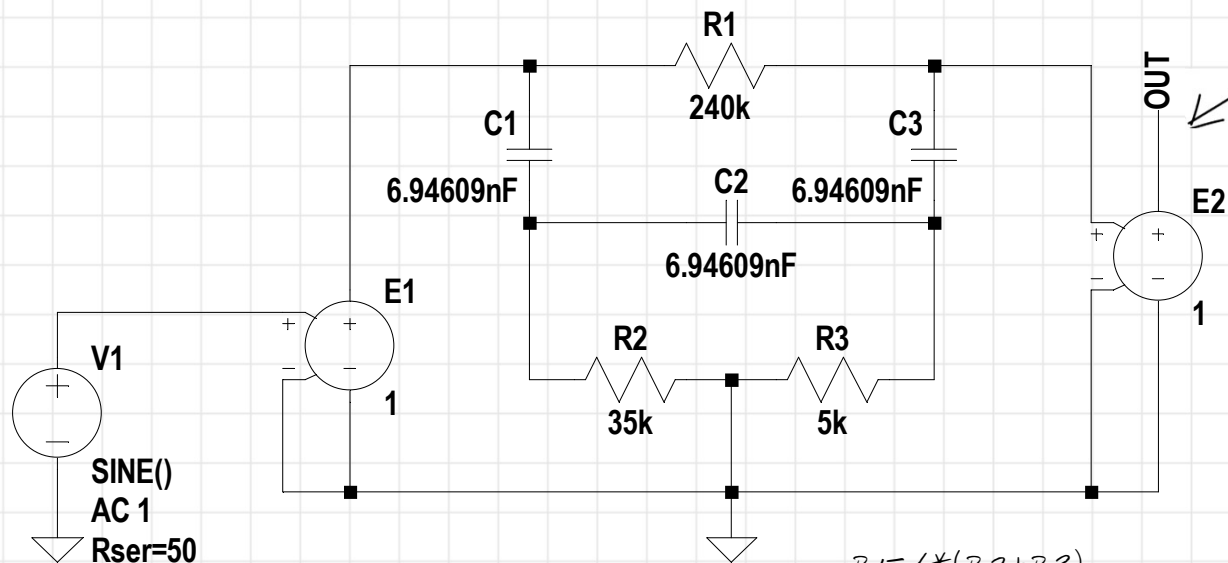 R1
240k
OUT
C1
C3
6.94609nF
C2
6.94609nF
6.94609nF
E2
1
E1
1
V1
R2
35k
R3
5k
SINE()
AC 1
Rser=50